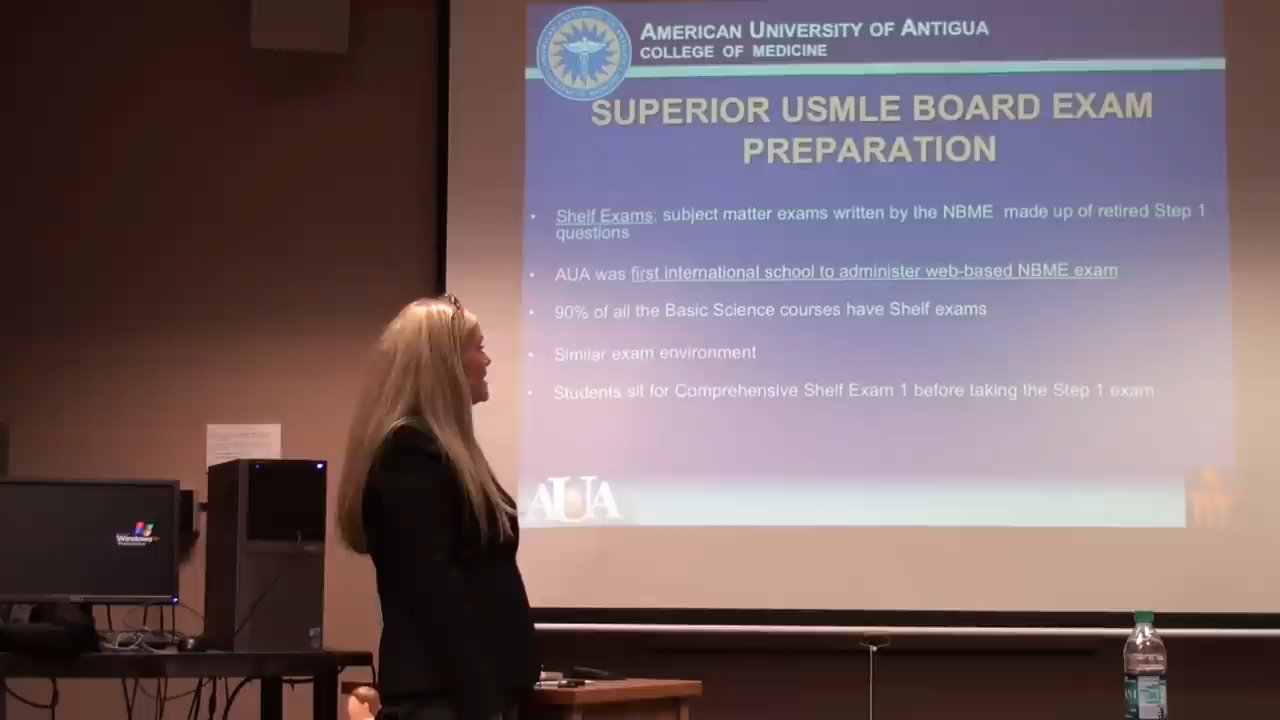 AMERICAN UNIVERSITY OF ANTIGUA
COLLEGE OF MEDICINE
SUPERIOR USMLE BOARD EXAM
PREPARATION
• Shelf Exams: subject matter exams written by the NBME made up of retired Step 1
questions
• AUA was first international school to administer web-based NBME exam
• 90% of all the Basic Science courses have Shelf exams
• Similar exam environment
• Students sit for Comprehensive Shelf Exam 1 before taking the Step 1 exam
AUA
Windows